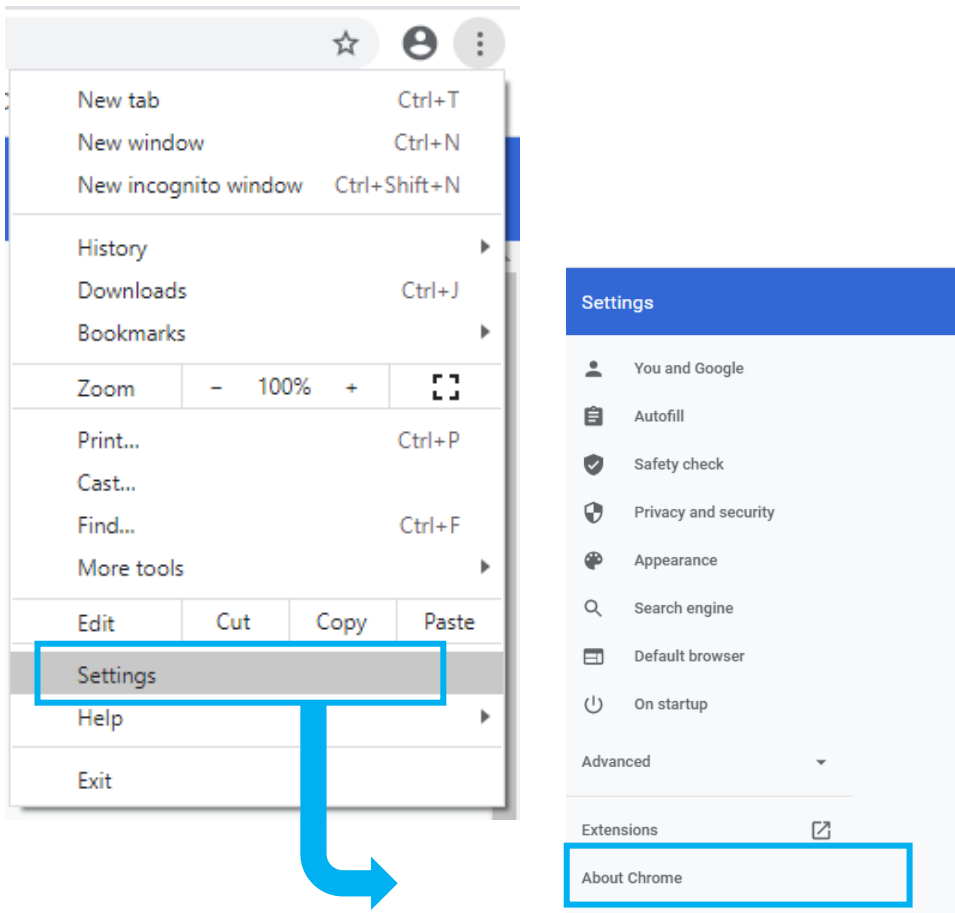 New tab Ctrl+T
New window Ctrl+N
New incognito window Ctrl+Shift+N
History
Downloads Ctrl+J
Bookmarks
Zoom - 100% +
Print... Ctrl+P
Cast...
Find... Ctrl+F
More tools
Edit Cut Copy Paste
Settings
Help
Exit
Settings
You and Google
Autofill
Safety check
Privacy and security
Appearance
Search engine
Default browser
On startup
Advanced
Extensions
About Chrome